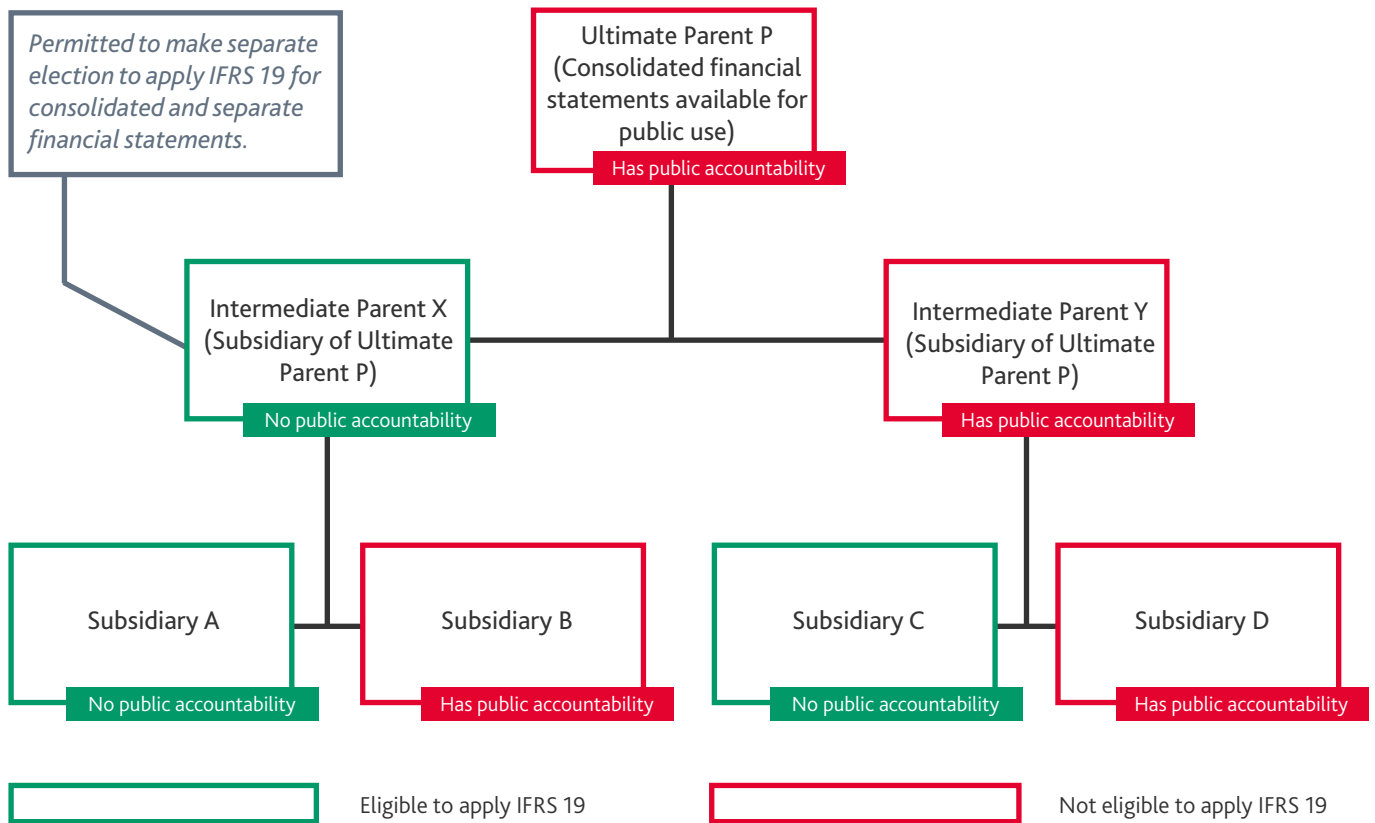 Permitted to make separate
election to apply IFRS 19 for
consolidated and separate
financial statements.
Ultimate Parent P
(Consolidated financial
statements available for
public use)
Has public accountability
Intermediate Parent X
(Subsidiary of Ultimate
Parent P)
No public accountability
Intermediate Parent Y
(Subsidiary of Ultimate
Parent P)
Has public accountability
Subsidiary A
No public accountability
Subsidiary B
Has public accountability
Subsidiary C
No public accountability
Subsidiary D
Has public accountability
Eligible to apply IFRS 19
Not eligible to apply IFRS 19